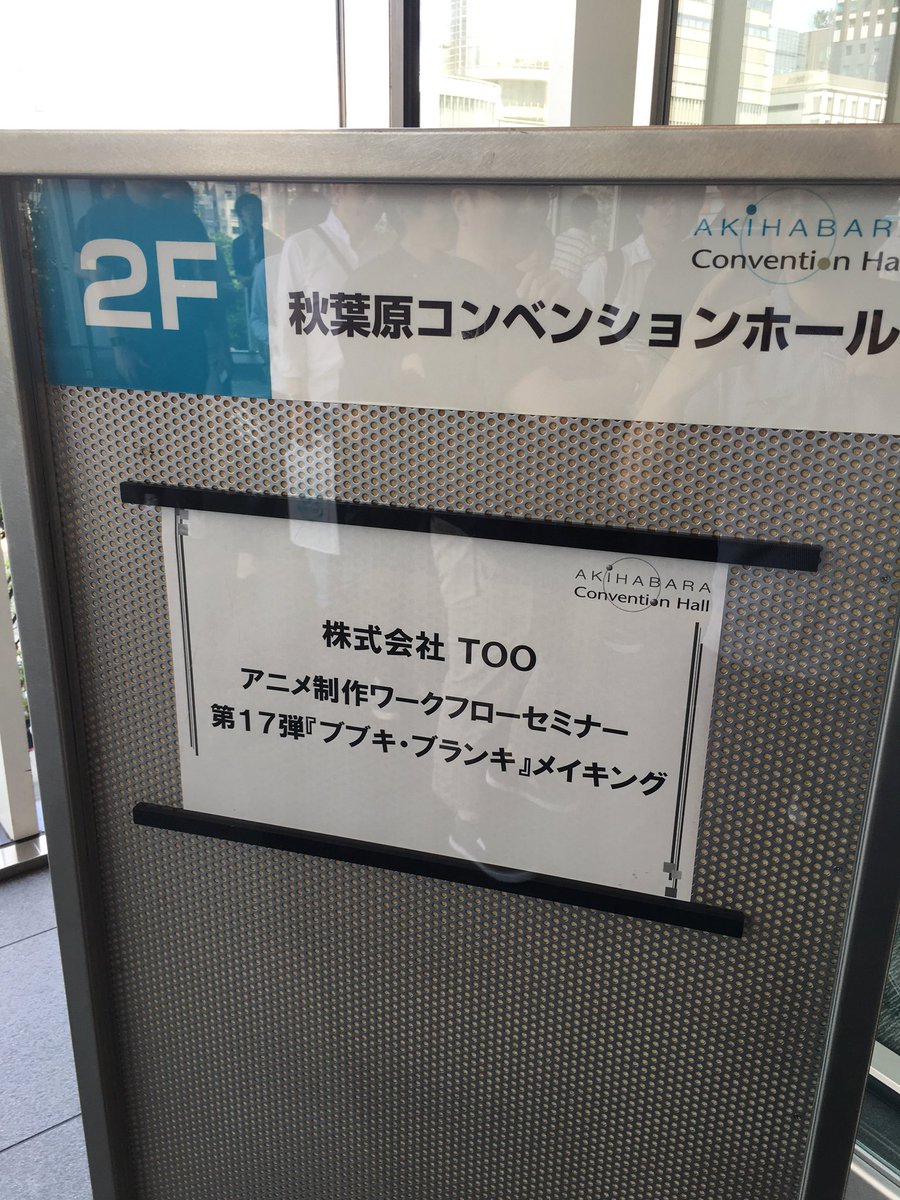 2F
AKiHABAR
Convention Ha
秋葉原コンベンションホール
AKiHABARA
Convention Hall
株式会社 TOO
アニメ制作ワークフローセミナー
第17弾『ブブキ・ブランキ』メイキング